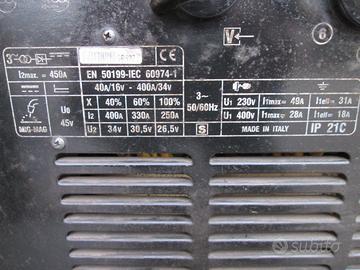 3~
CE
EN 50199-IEC 60974-1
I2max.= 450A
40A/16v - 400A/34v
X 40% 60% 100%
I2 400A 330A 250A
U2 34v 30,5v 26,5v
MIG-MAG
Uo
45v
3~
50/60Hz
S
U1 230v I1max= 49A I1eff= 31A
U1 400v I1max= 28A I1eff= 18A
MADE IN ITALY IP 21C
V
6
subito